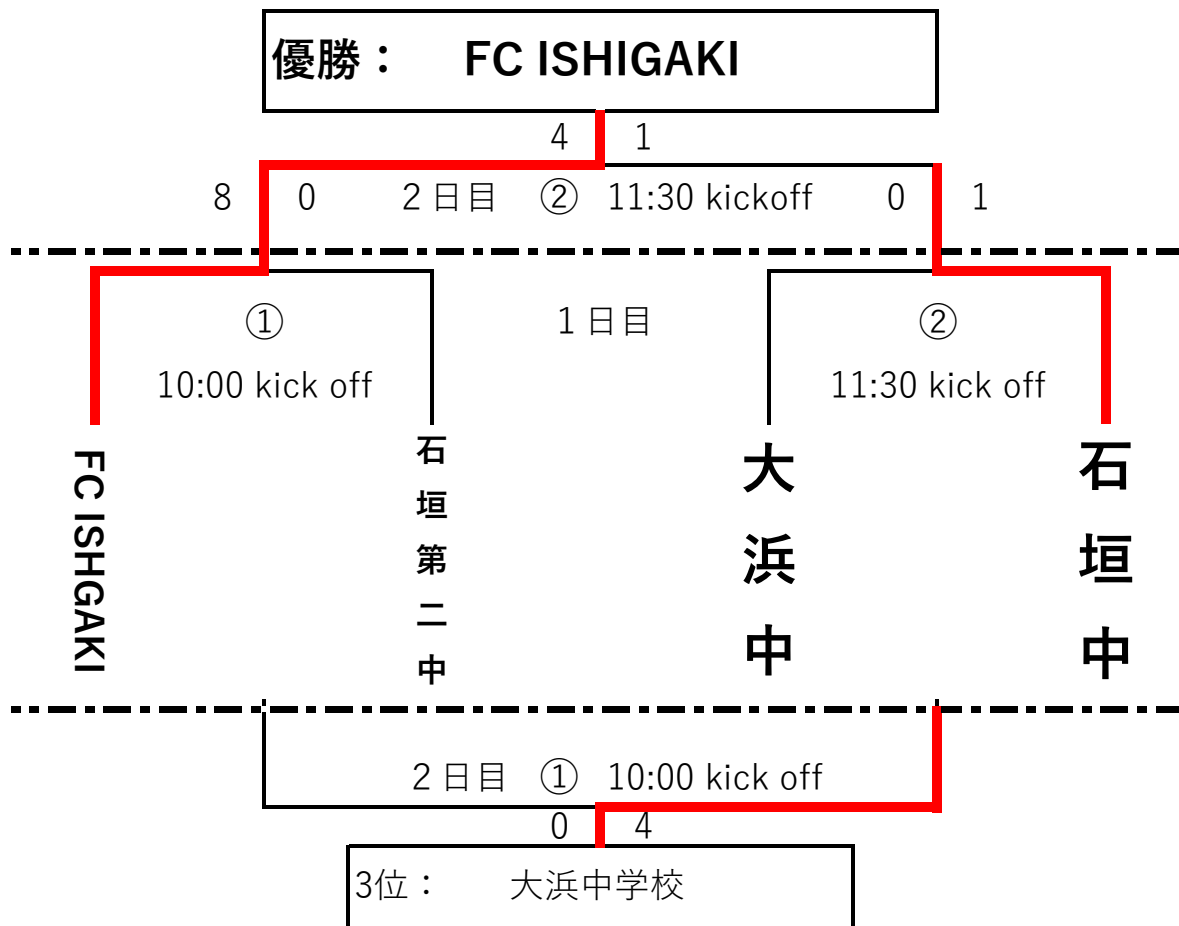 優勝： FC ISHIGAKI
4 1
8 0 2日目 ② 11:30 kickoff 0 1
① 1日目 ②
10:00 kick off 11:30 kick off
FC ISHGAKI
石垣第二中
大浜中
石垣中
2日目 ① 10:00 kick off
0 4
3位： 大浜中学校